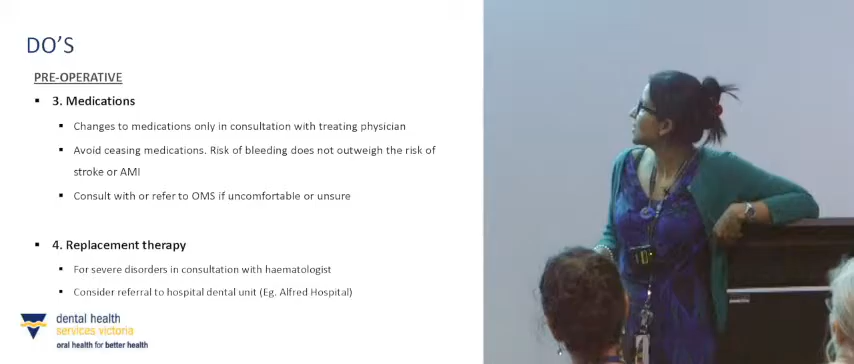 DO'S
PRE-OPERATIVE
3. Medications
Changes to medications only in consultation with treating physician
Avoid ceasing medications. Risk of bleeding does not outweigh the risk of
stroke or AMI
Consult with or refer to OMS if uncomfortable or unsure
4. Replacement therapy
For severe disorders in consultation with haematologist
Consider referral to hospital dental unit (Eg. Alfred Hospital)
dental health
services victoria
oral health for better health